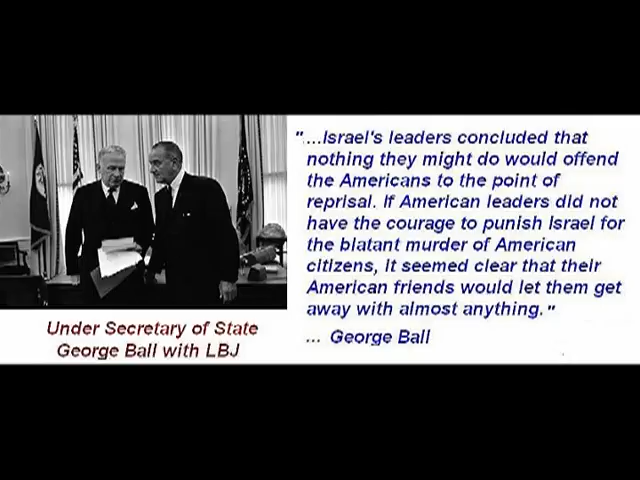 "...Israel's leaders concluded that
nothing they might do would offend
the Americans to the point of
reprisal. If American leaders did not
have the courage to punish Israel for
the blatant murder of American
citizens, it seemed clear that their
American friends would let them get
away with almost anything."
... George Ball
Under Secretary of State
George Ball with LBJ